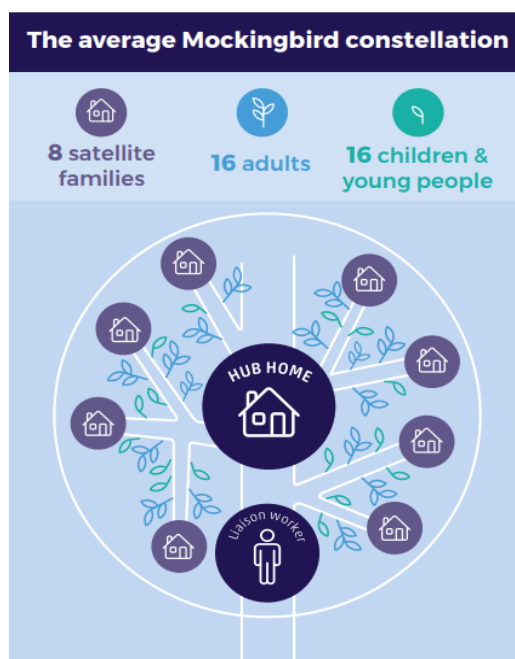 The average Mockingbird constellation
8 satellite
families
16 adults
16 children &
young people
HUB HOME
Liaison worker